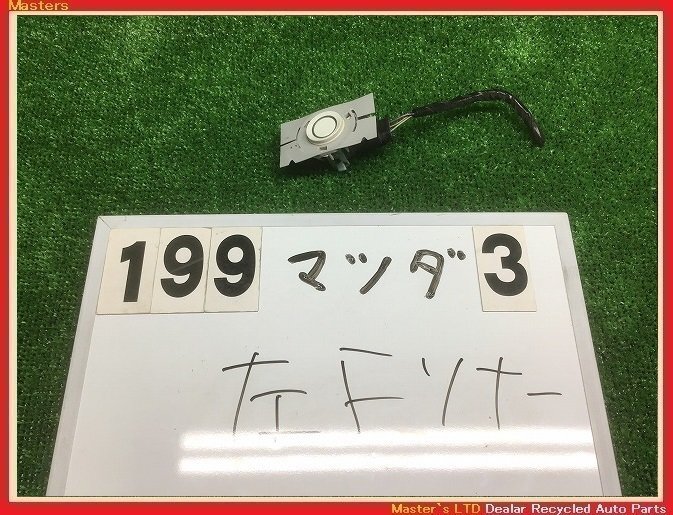 Masters
199 マツダ 3
左F ソナー
Master`s LTD Dealer Recycled Auto Parts